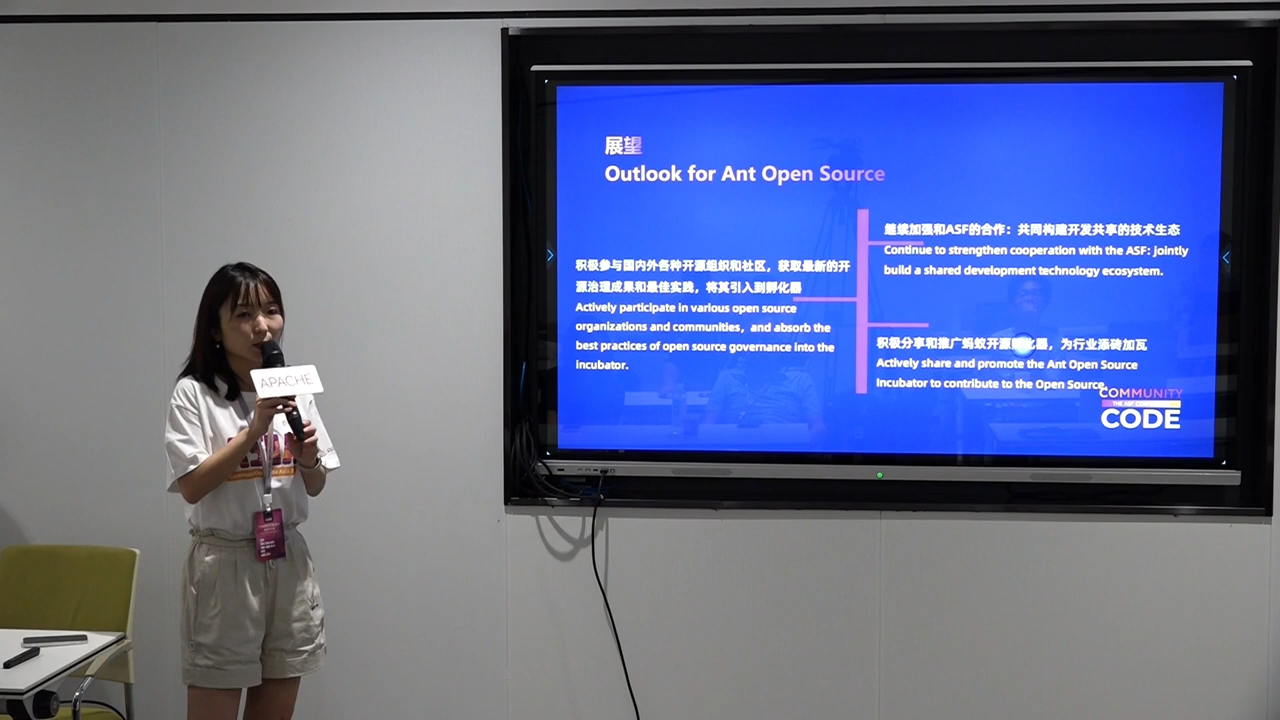 展望
Outlook for Ant Open Source
积极参与国内外各种开源组织和社区，获取最新的开
源治理成果和最佳实践，将其引入到孵化器
Actively participate in various open source
organizations and communities, and absorb the
best practices of open source governance into the
incubator.
继续加强和ASF的合作：共同构建开发共享的技术生态
Continue to strengthen cooperation with the ASF: jointly
build a shared development technology ecosystem.
积极分享和推广蚂蚁开源孵化器，为行业添砖加瓦
Actively share and promote the Ant Open Source
Incubator to contribute to the Open Source.
COMMUNITY
THE ASF CONFERENCE
CODE
APACHE